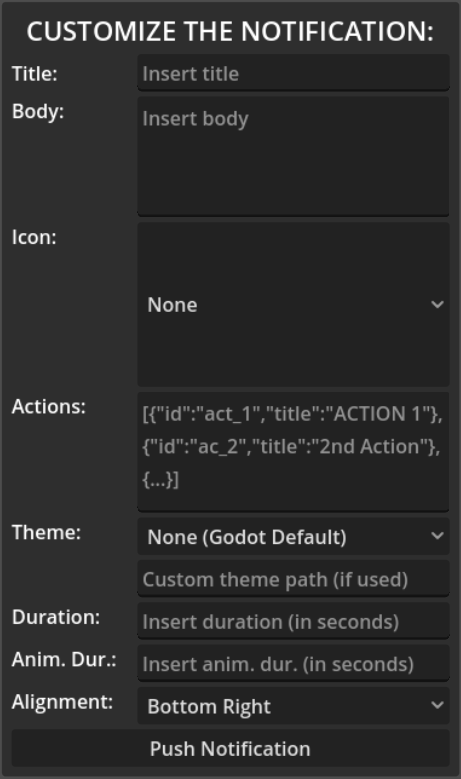 CUSTOMIZE THE NOTIFICATION:
Title: Insert title
Body: Insert body
Icon: None
Actions: [{"id":"act_1","title":"ACTION 1"},
{"id":"ac_2","title":"2nd Action"},
{...}]
Theme: None (Godot Default)
Custom theme path (if used)
Duration: Insert duration (in seconds)
Anim. Dur.: Insert anim. dur. (in seconds)
Alignment: Bottom Right
Push Notification